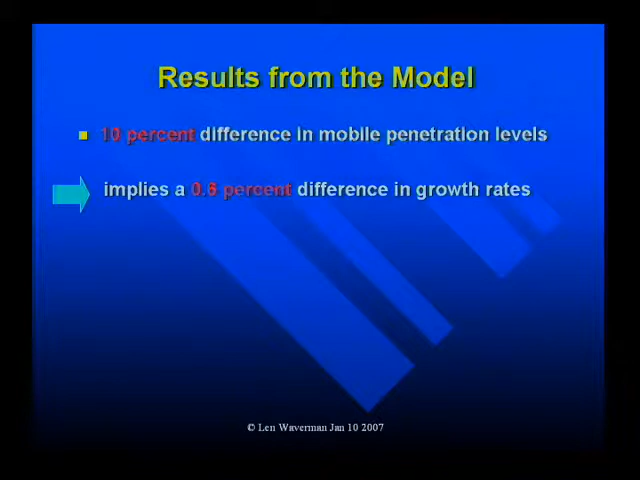 Results from the Model
10 percent difference in mobile penetration levels
implies a 0.6 percent difference in growth rates
© Len Waverman Jan 10 2007